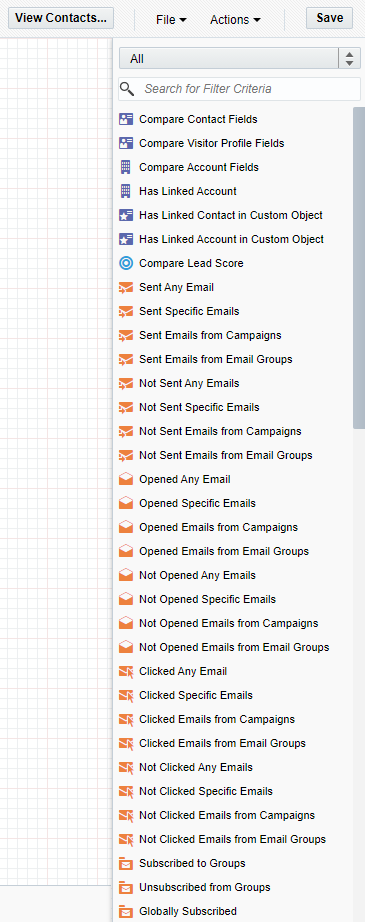 View Contacts... File Actions Save
All
Search for Filter Criteria
Compare Contact Fields
Compare Visitor Profile Fields
Compare Account Fields
Has Linked Account
Has Linked Contact in Custom Object
Has Linked Account in Custom Object
Compare Lead Score
Sent Any Email
Sent Specific Emails
Sent Emails from Campaigns
Sent Emails from Email Groups
Not Sent Any Emails
Not Sent Specific Emails
Not Sent Emails from Campaigns
Not Sent Emails from Email Groups
Opened Any Email
Opened Specific Emails
Opened Emails from Campaigns
Opened Emails from Email Groups
Not Opened Any Emails
Not Opened Specific Emails
Not Opened Emails from Campaigns
Not Opened Emails from Email Groups
Clicked Any Email
Clicked Specific Emails
Clicked Emails from Campaigns
Clicked Emails from Email Groups
Not Clicked Any Emails
Not Clicked Specific Emails
Not Clicked Emails from Campaigns
Not Clicked Emails from Email Groups
Subscribed to Groups
Unsubscribed from Groups
Globally Subscribed